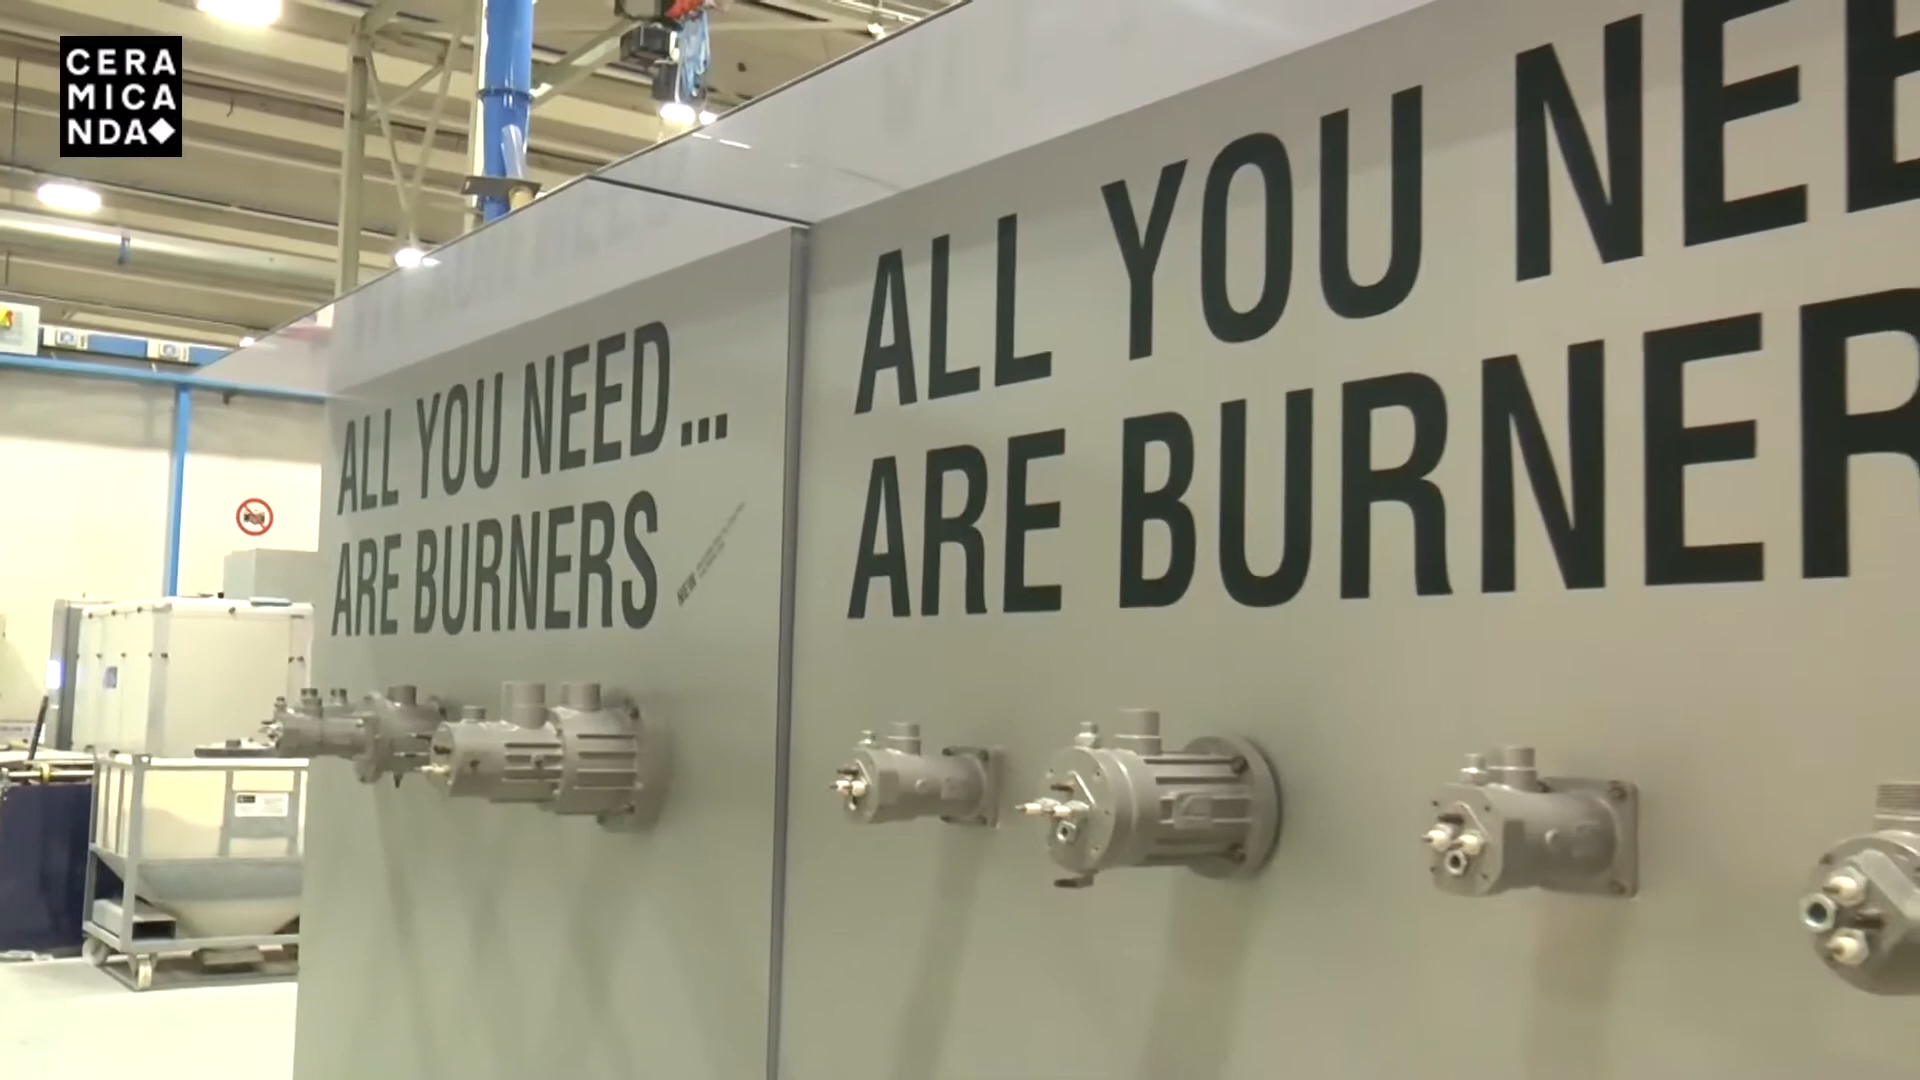 CERA
MICA
NDA
ALL YOU NEED...
ARE BURNERS
NEW
ALL YOU NEE
ARE BURNER